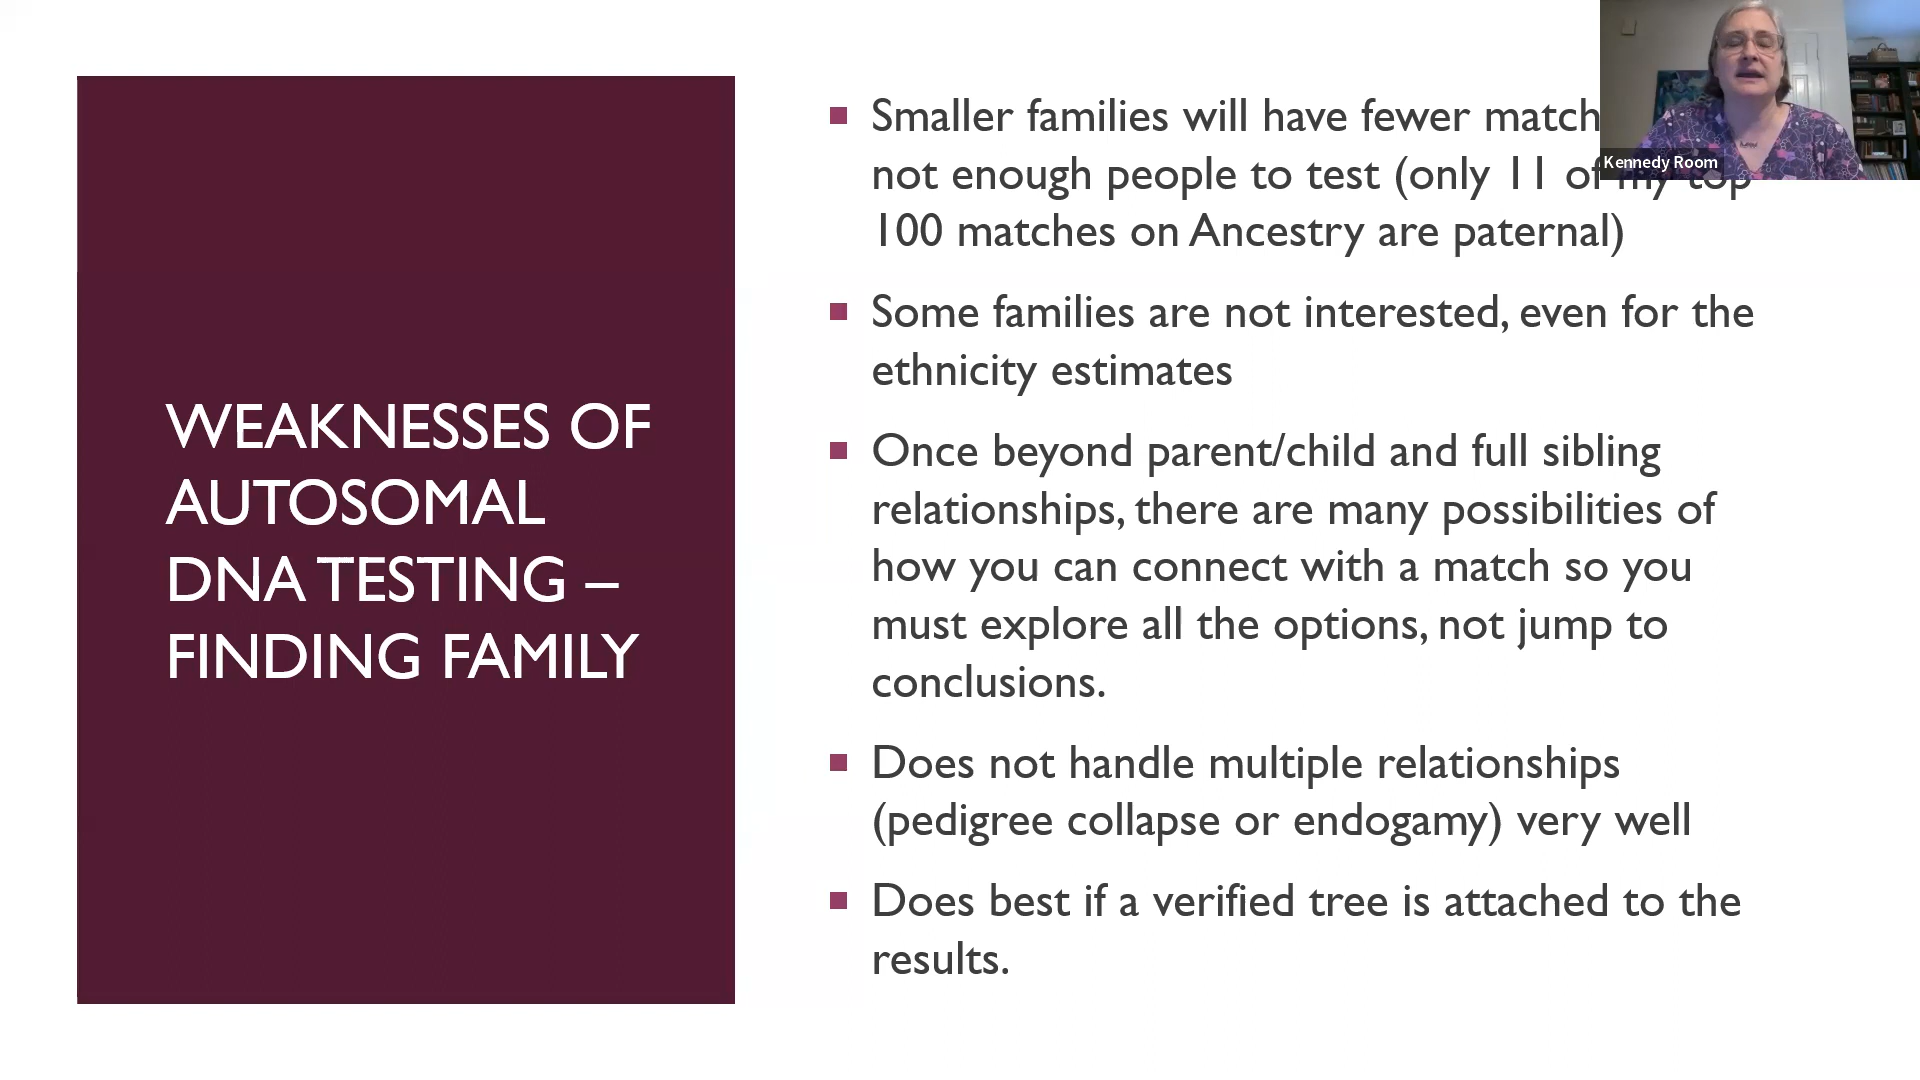 WEAKNESSES OF
AUTOSOMAL
DNA TESTING –
FINDING FAMILY
■ Smaller families will have fewer match
not enough people to test (only 11 of my top
100 matches on Ancestry are paternal)
■ Some families are not interested, even for the
ethnicity estimates
■ Once beyond parent/child and full sibling
relationships, there are many possibilities of
how you can connect with a match so you
must explore all the options, not jump to
conclusions.
■ Does not handle multiple relationships
(pedigree collapse or endogamy) very well
■ Does best if a verified tree is attached to the
results.
Kennedy Room